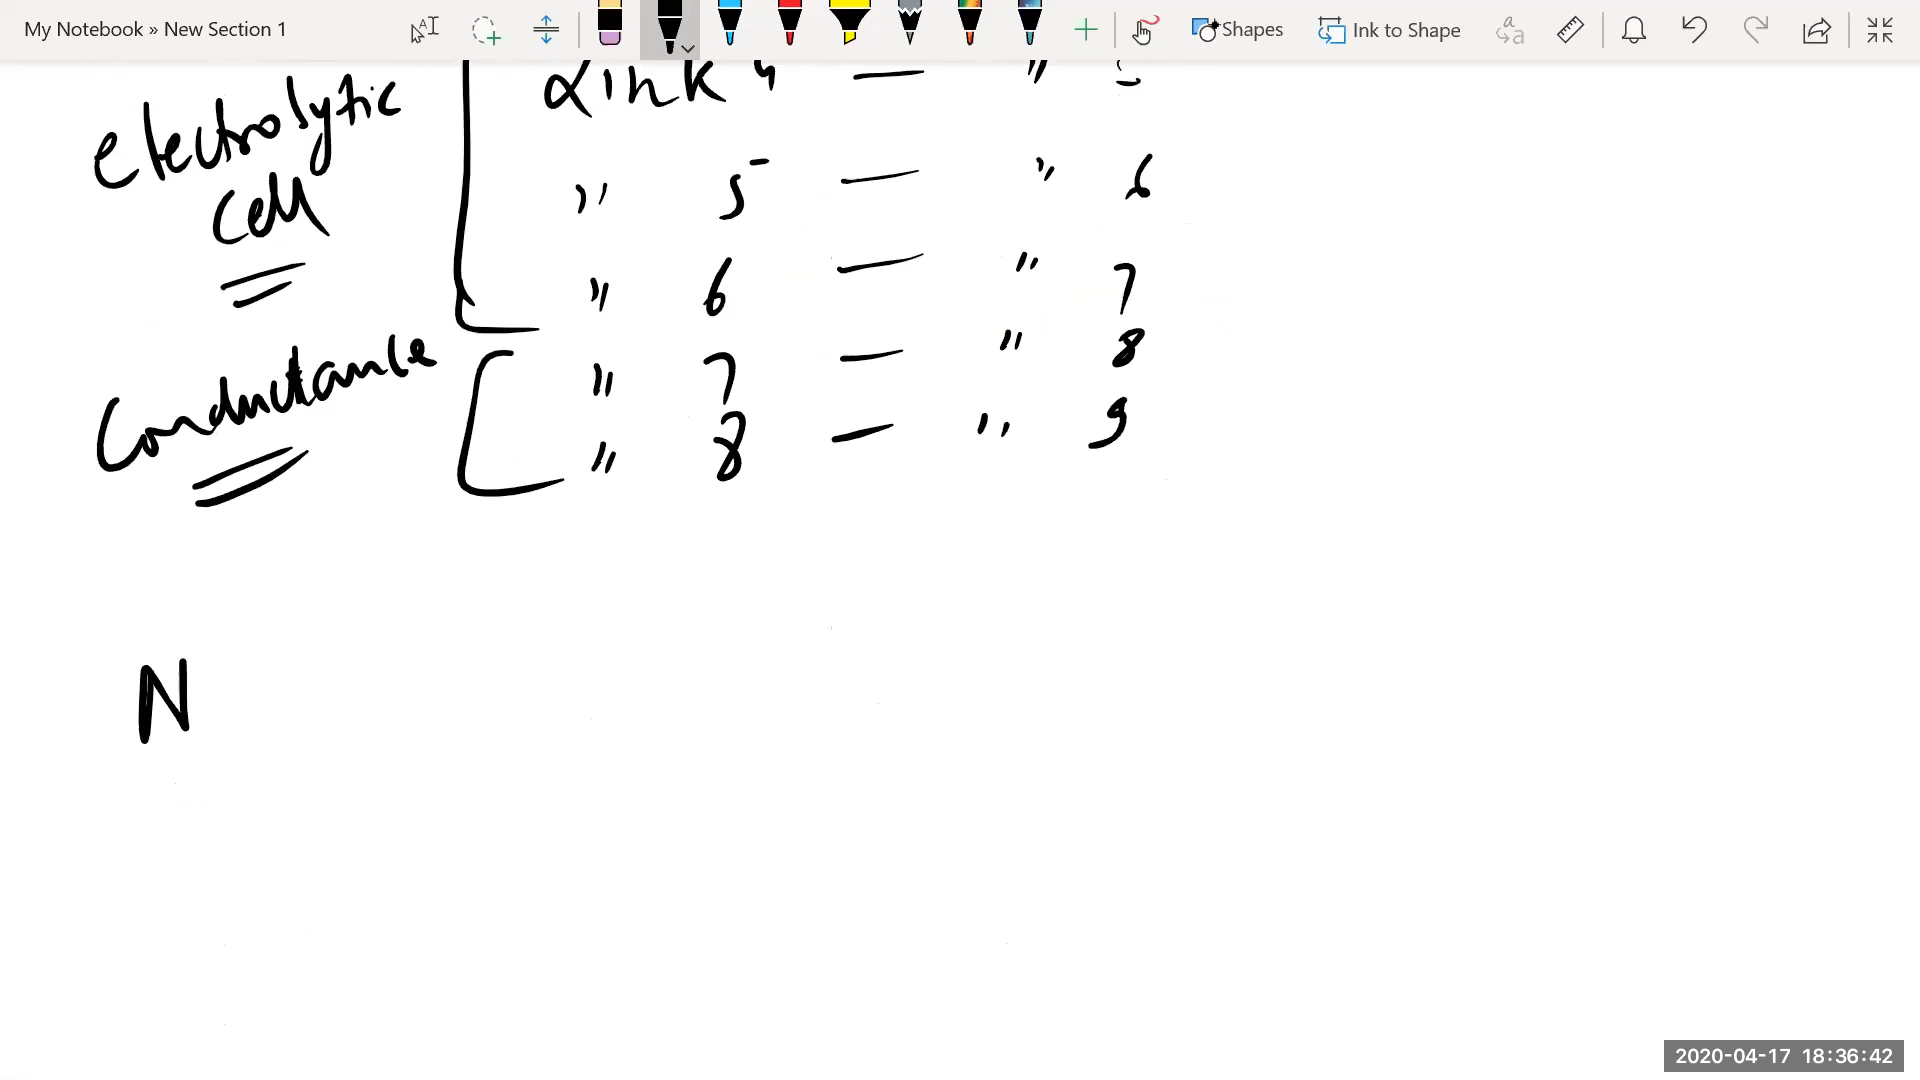 My Notebook » New Section 1
Shapes
Ink to Shape
Link 4 —  "
electrolytic
cell
" 5 — " 6
" 6 — " 7
Conductance
" 7 — " 8
" 8 — " 9
N
2020-04-17 18:36:42